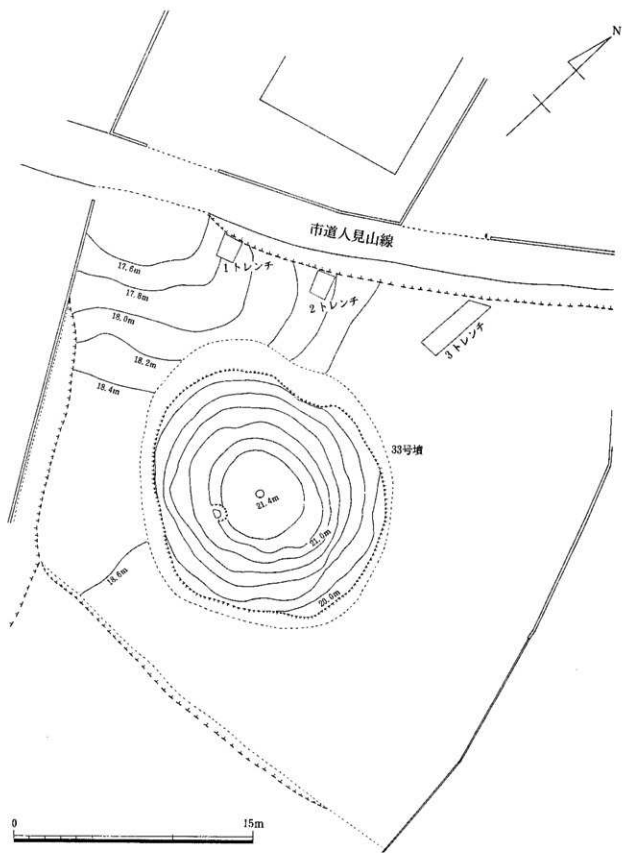 N
市道人見山線
17.6m
1トレンチ
17.8m
2トレンチ
18.0m
3トレンチ
18.2m
18.4m
33号墳
21.4m
21.0m
18.6m
20.0m
0 15m